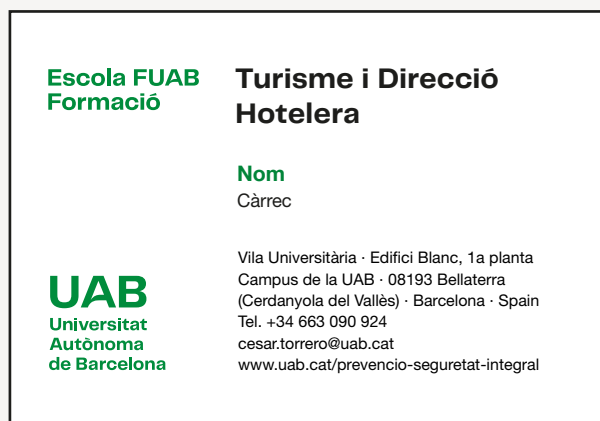 Escola FUAB
Formació
Turisme i Direcció
Hotelera
Nom
Càrrec
UAB
Universitat
Autònoma
de Barcelona
Vila Universitària · Edifici Blanc, 1a planta
Campus de la UAB · 08193 Bellaterra
(Cerdanyola del Vallès) · Barcelona · Spain
Tel. +34 663 090 924
cesar.torrero@uab.cat
www.uab.cat/prevencio-seguretat-integral